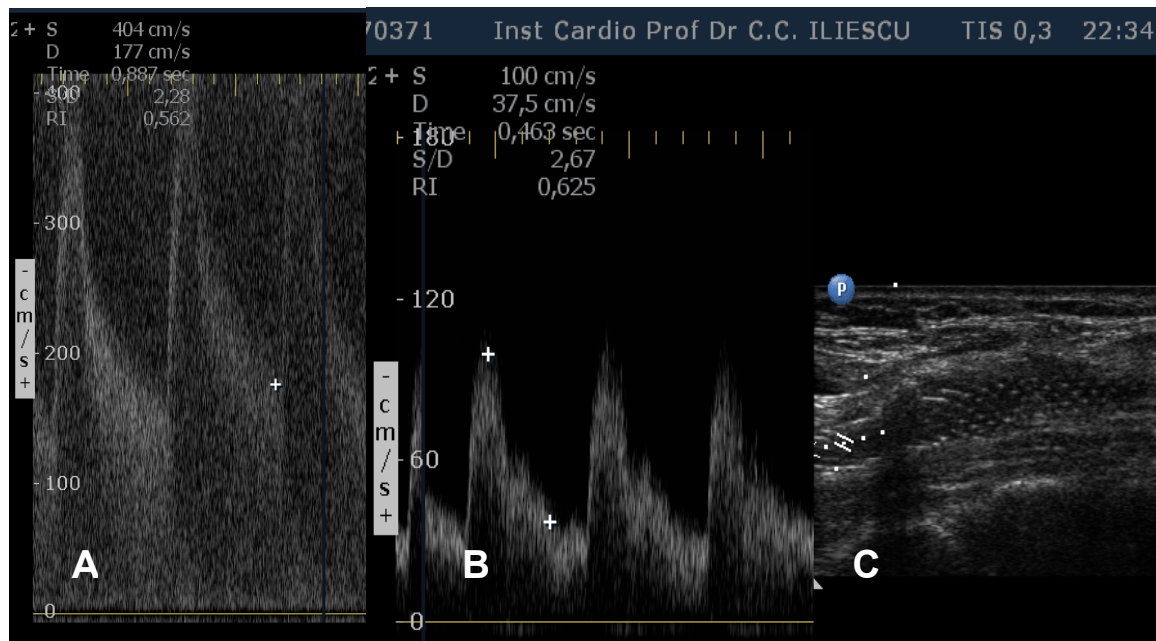 2 + S 404 cm/s
D 177 cm/s
Time 0,887 sec
S/D 2,28
RI 0,562
400
300
200
100
0
- c m / s +
A
70371 Inst Cardio Prof Dr C.C. ILIESCU TIS 0,3 22:34
2 + S 100 cm/s
D 37,5 cm/s
Time 0,463 sec
S/D 2,67
RI 0,625
180
120
60
0
- c m / s +
B
P
C